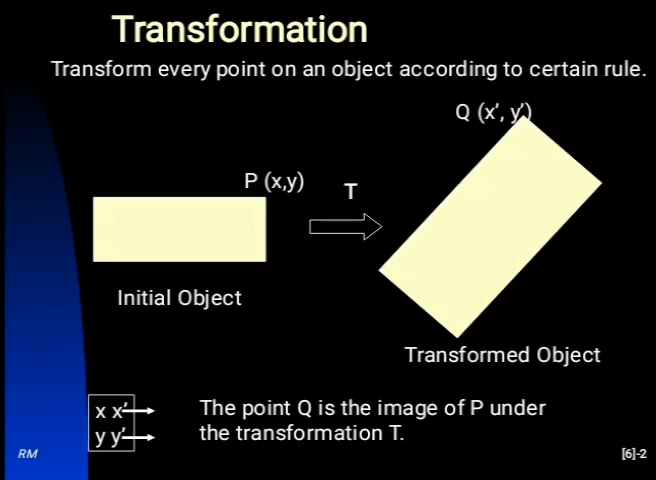 Transformation
Transform every point on an object according to certain rule.
Q (x’, y’)
P (x,y)
T
Initial Object
Transformed Object
x x’
y y’
The point Q is the image of P under
the transformation T.
RM
[6]-2